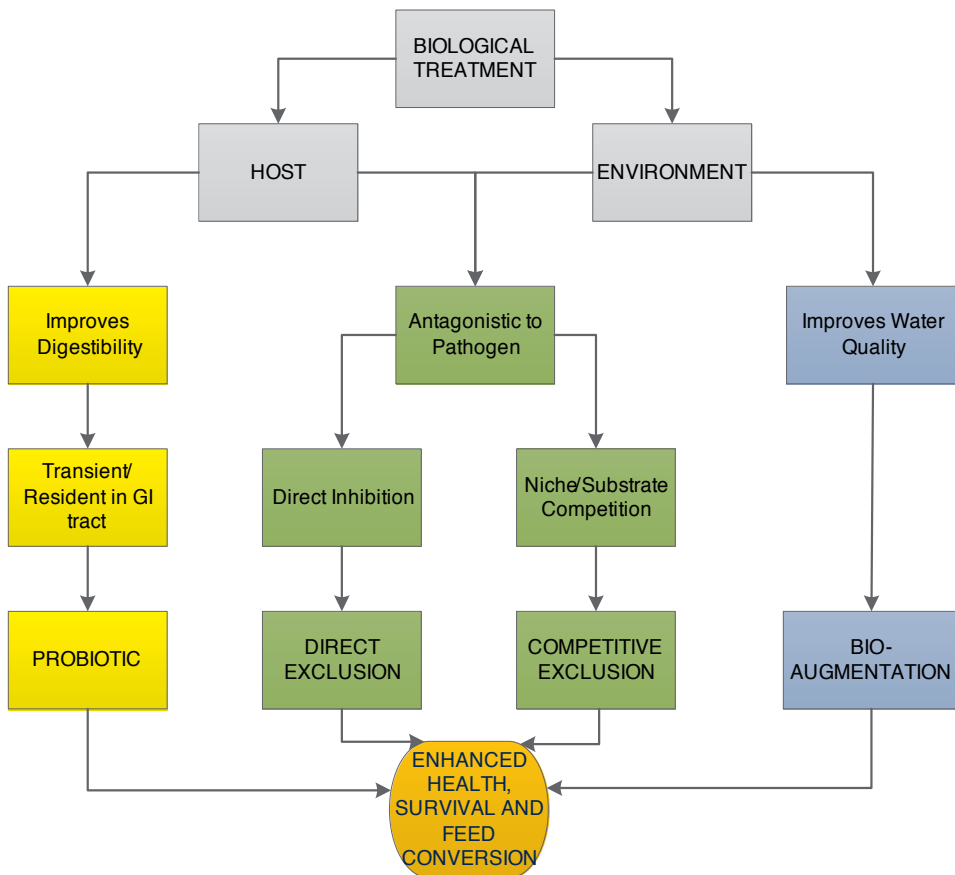 BIOLOGICAL
TREATMENT
HOST
ENVIRONMENT
Improves
Digestibility
Antagonistic to
Pathogen
Improves Water
Quality
Transient/
Resident in GI
tract
Direct Inhibition
Niche/Substrate
Competition
PROBIOTIC
DIRECT
EXCLUSION
COMPETITIVE
EXCLUSION
BIO-
AUGMENTATION
ENHANCED
HEALTH,
SURVIVAL AND
FEED
CONVERSION